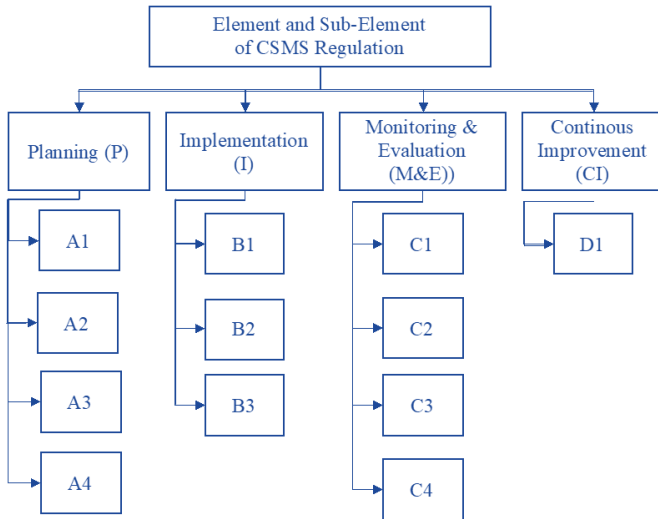 Element and Sub-Element
of CSMS Regulation
Planning (P)
Implementation
(I)
Monitoring &
Evaluation
(M&E))
Continous
Improvement
(CI)
A1
A2
A3
A4
B1
B2
B3
C1
C2
C3
C4
D1